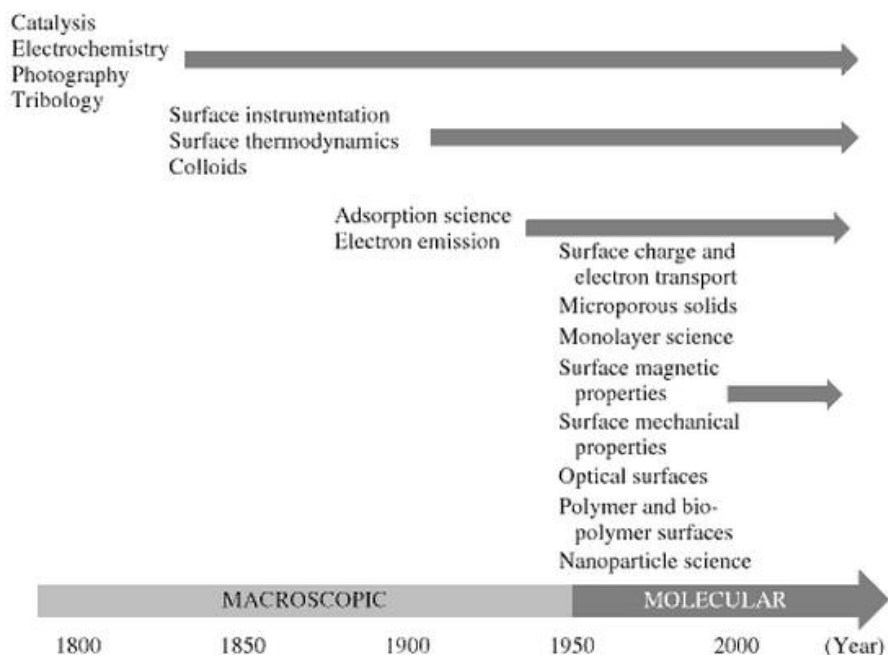 Catalysis
Electrochemistry
Photography
Tribology
Surface instrumentation
Surface thermodynamics
Colloids
Adsorption science
Electron emission
Surface charge and
electron transport
Microporous solids
Monolayer science
Surface magnetic
properties
Surface mechanical
properties
Optical surfaces
Polymer and bio-
polymer surfaces
Nanoparticle science
MACROSCOPIC MOLECULAR
1800 1850 1900 1950 2000 (Year)